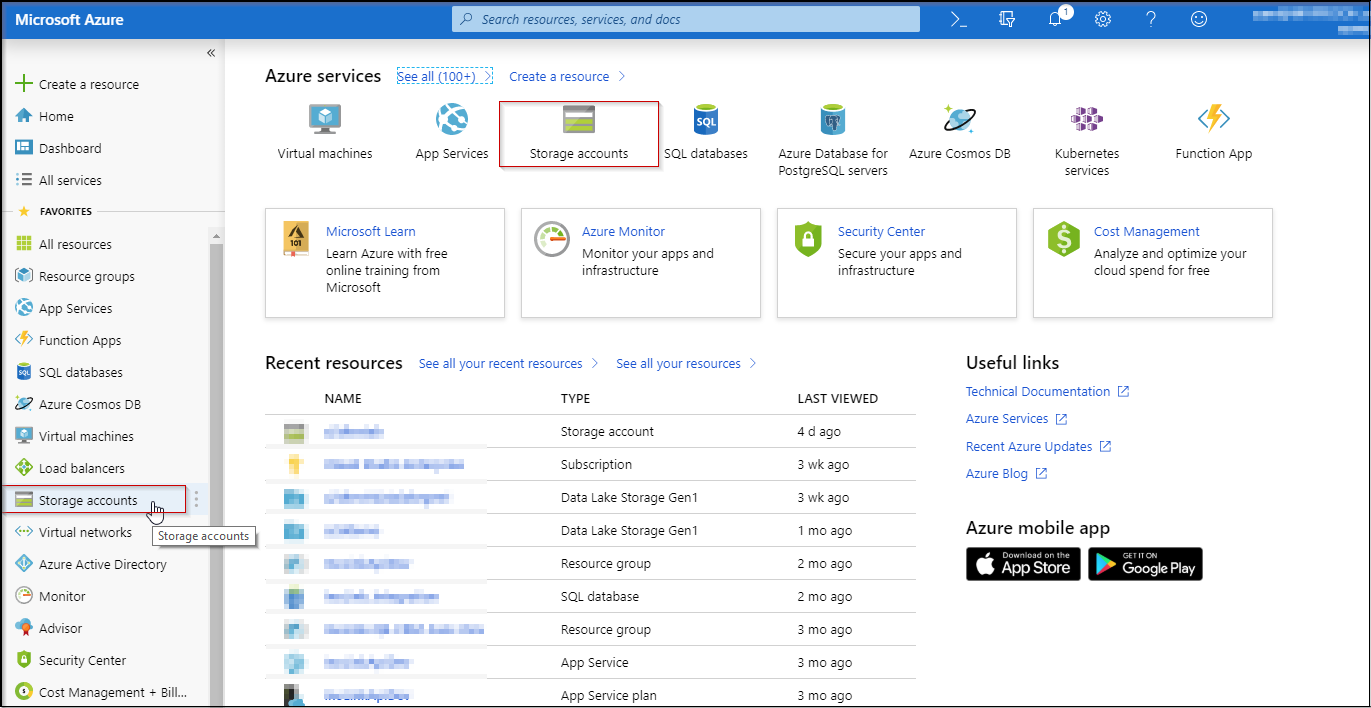 Microsoft Azure
Search resources, services, and docs
1
Create a resource
Home
Dashboard
All services
FAVORITES
All resources
Resource groups
App Services
Function Apps
SQL databases
Azure Cosmos DB
Virtual machines
Load balancers
Storage accounts
Storage accounts
Virtual networks
Azure Active Directory
Monitor
Advisor
Security Center
Cost Management + Bill...
Azure services
See all (100+)
Create a resource
Virtual machines
App Services
Storage accounts
SQL
SQL databases
Azure Database for
PostgreSQL servers
Azure Cosmos DB
Kubernetes
services
Function App
101
Microsoft Learn
Learn Azure with free
online training from
Microsoft
Azure Monitor
Monitor your apps and
infrastructure
Security Center
Secure your apps and
infrastructure
Cost Management
Analyze and optimize your
cloud spend for free
Recent resources
See all your recent resources
See all your resources
NAME TYPE LAST VIEWED
Storage account 4 d ago
Subscription 3 wk ago
Data Lake Storage Gen1 3 wk ago
Data Lake Storage Gen1 1 mo ago
Resource group 2 mo ago
SQL database 2 mo ago
Resource group 3 mo ago
App Service 3 mo ago
App Service plan 3 mo ago
Useful links
Technical Documentation
Azure Services
Recent Azure Updates
Azure Blog
Azure mobile app
Download on the
App Store
GET IT ON
Google Play